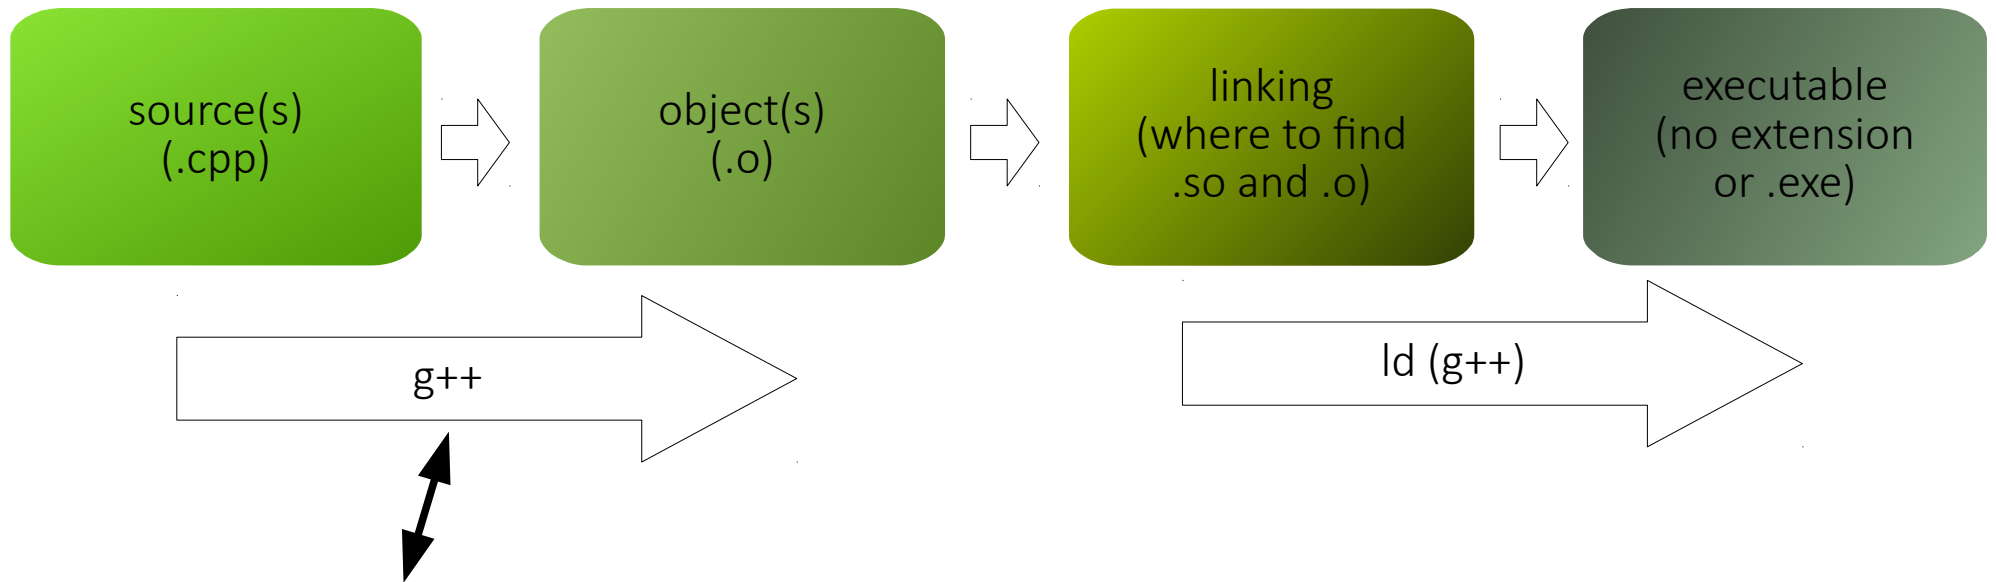 source(s)
(.cpp)
object(s)
(.o)
linking
(where to find
.so and .o)
executable
(no extension
or .exe)
g++
ld (g++)